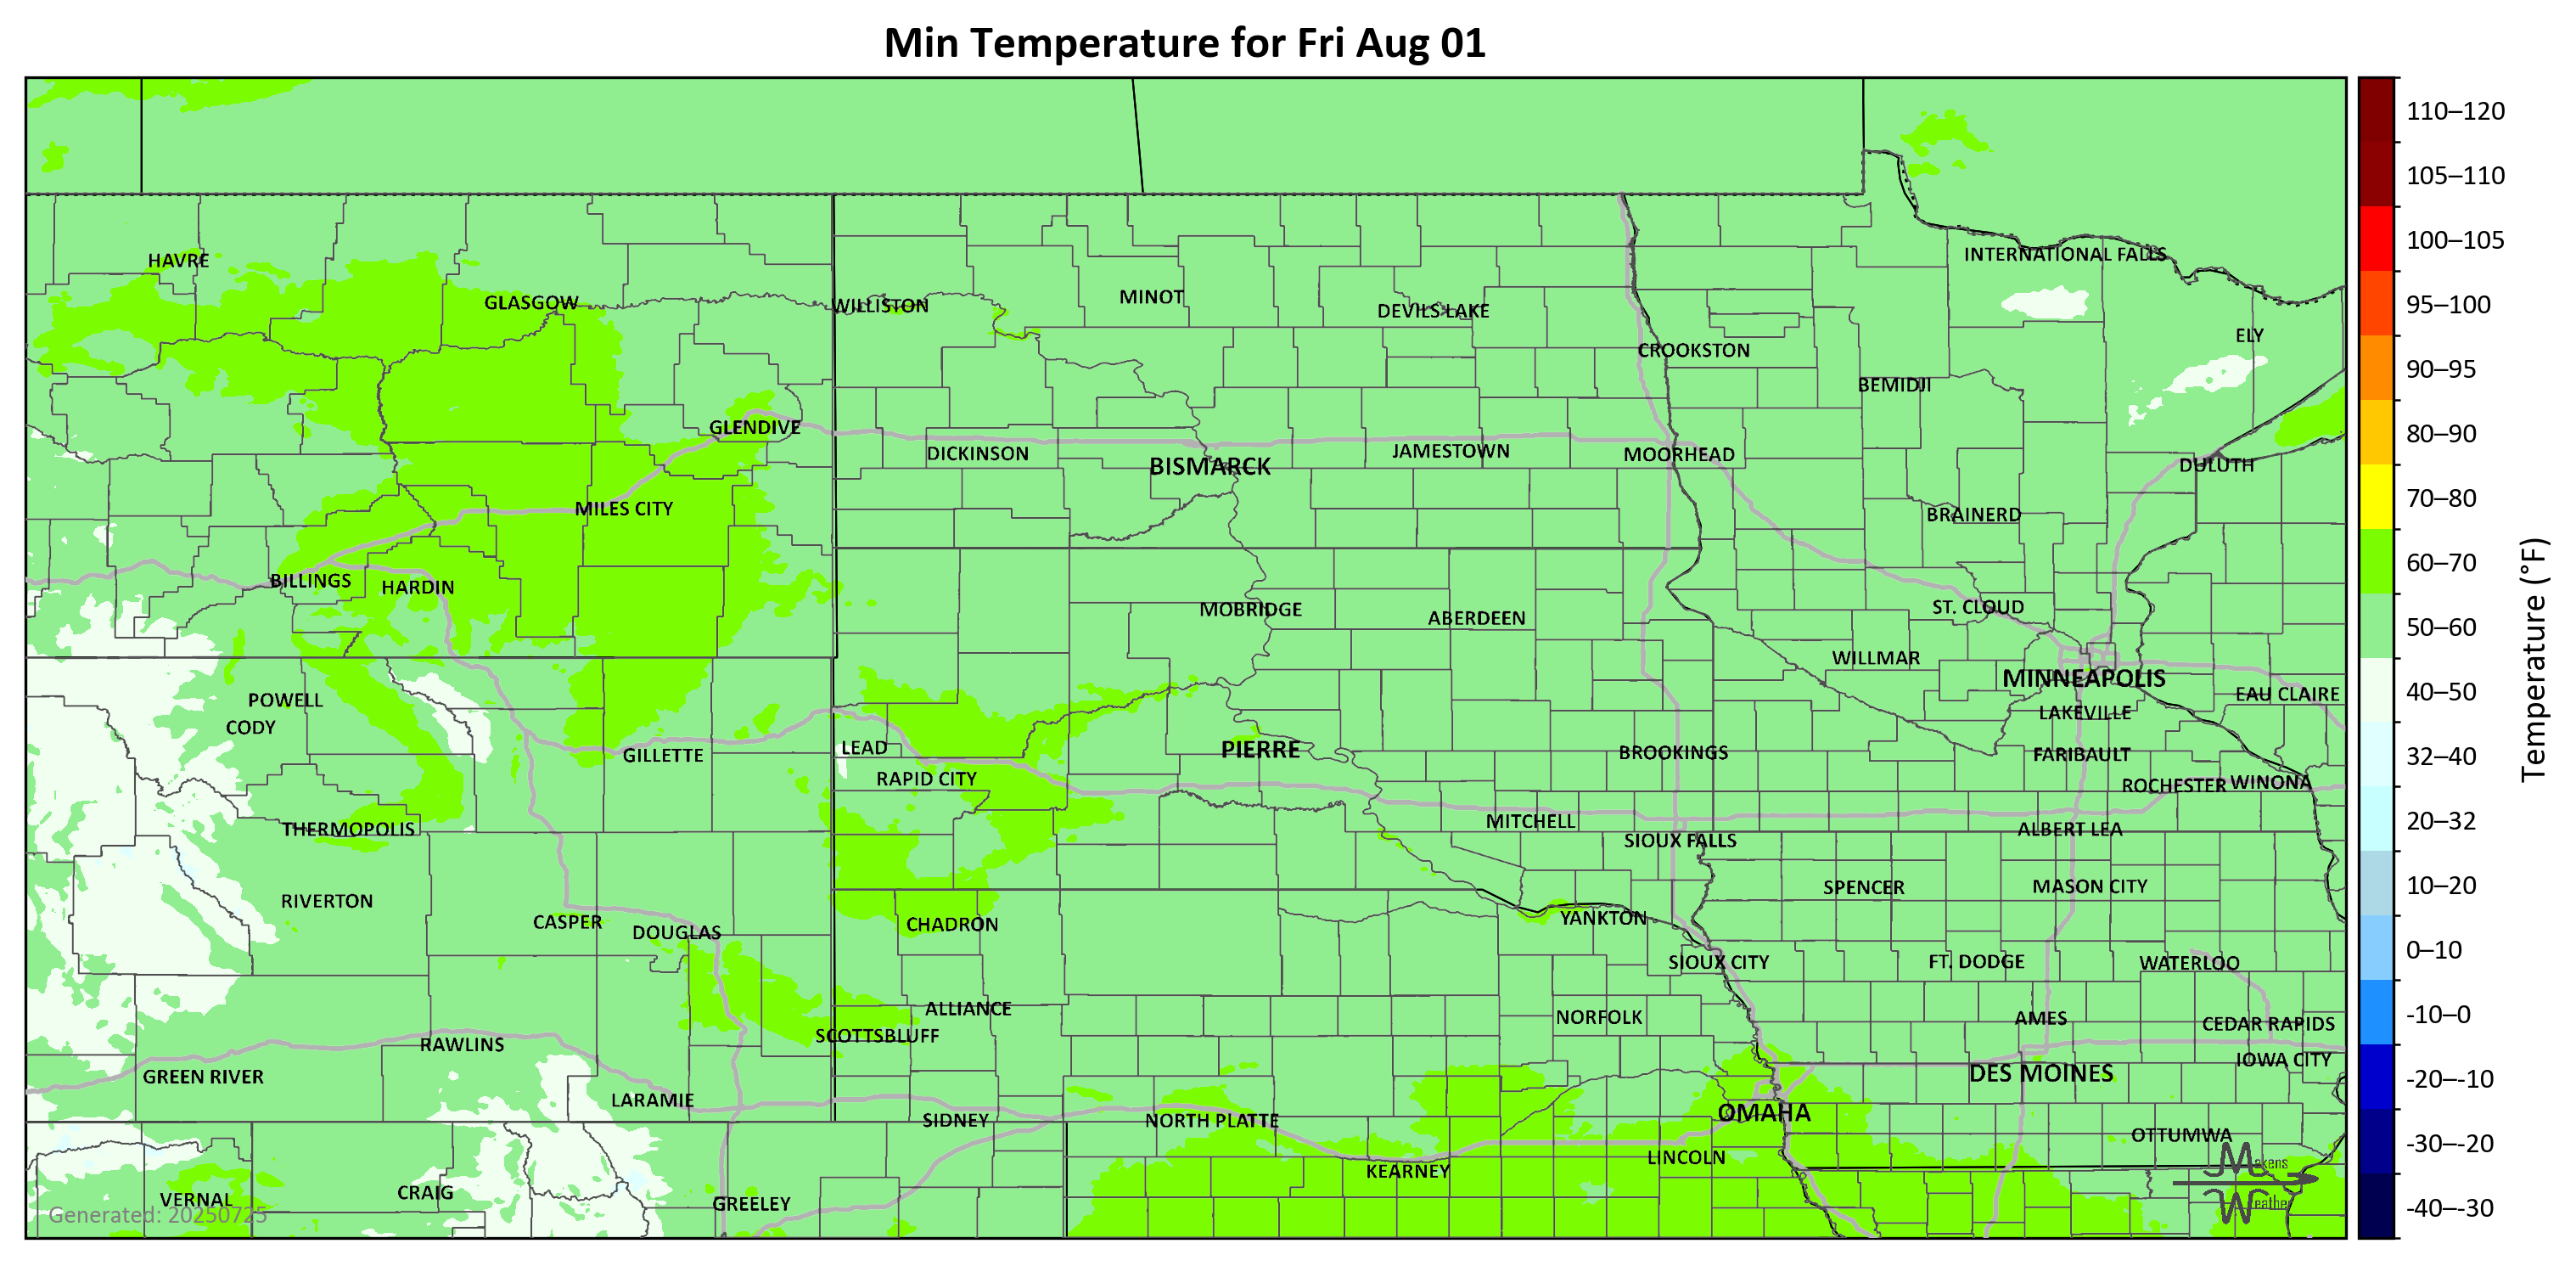 Min Temperature for Fri Aug 01
110–120
105–110
100–105
95–100
90–95
80–90
70–80
60–70
50–60
40–50
32–40
20–32
10–20
0–10
-10–0
-20–-10
-30–-20
-40–-30
Temperature (°F)
HAVRE
GLASGOW
WILLISTON
MINOT
DEVILS LAKE
INTERNATIONAL FALLS
ELY
CROOKSTON
BEMIDJI
GLENDIVE
DICKINSON
BISMARCK
JAMESTOWN
MOORHEAD
DULUTH
MILES CITY
BRAINERD
BILLINGS
HARDIN
MOBRIDGE
ABERDEEN
ST. CLOUD
WILLMAR
MINNEAPOLIS
EAU CLAIRE
POWELL
CODY
LAKEVILLE
GILLETTE
LEAD
PIERRE
BROOKINGS
FARIBAULT
RAPID CITY
ROCHESTER
WINONA
THERMOPOLIS
MITCHELL
SIOUX FALLS
ALBERT LEA
RIVERTON
SPENCER
MASON CITY
CASPER
DOUGLAS
CHADRON
YANKTON
SIOUX CITY
FT. DODGE
WATERLOO
ALLIANCE
SCOTTSBLUFF
NORFOLK
AMES
CEDAR RAPIDS
RAWLINS
IOWA CITY
GREEN RIVER
DES MOINES
LARAMIE
SIDNEY
NORTH PLATTE
OMAHA
OTTUMWA
KEARNEY
LINCOLN
VERNAL
CRAIG
GREELEY
Makens
Weather
Generated: 20250725